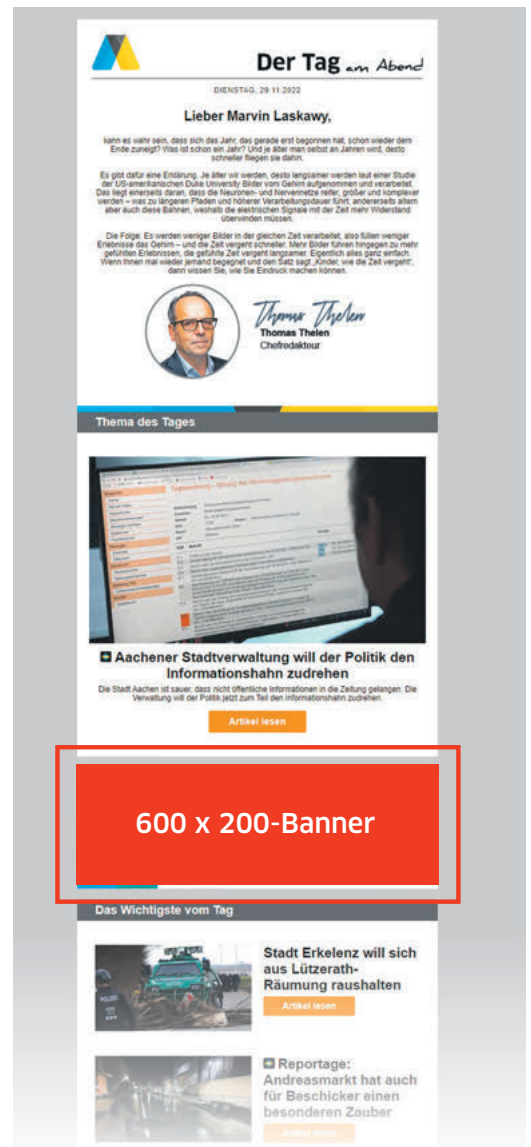 Der Tag am Abend
DIENSTAG, 29.11.2022
Lieber Marvin Laskawy,
kann es wahr sein, dass sich das Jahr, das gerade erst begonnen hat, schon wieder dem
Ende zuneigt? Was ist schon ein Jahr? Und je älter man selbst an Jahren wird, desto
schneller fliegen sie dahin.
Es gibt dafür eine Erklärung. Je älter wir werden, desto langsamer werden laut einer Studie
der US-amerikanischen Duke University Bilder vom Gehirn aufgenommen und verarbeitet.
Das liegt einerseits daran, dass die Neuronen- und Nervennetze reifer, größer und komplexer
werden – was zu längeren Pfaden und höherer Verarbeitungsdauer führt, andererseits altern
aber auch diese Bahnen, weshalb die elektrischen Signale mit der Zeit mehr Widerstand
überwinden müssen.
Die Folge: Es werden weniger Bilder in der gleichen Zeit verarbeitet, also füllen weniger
Erlebnisse das Gehirn – und die Zeit vergeht schneller. Mehr Bilder führen hingegen zu mehr
gefühlten Erlebnissen, die gefühlte Zeit vergeht langsamer. Eigentlich alles ganz einfach.
Wenn Ihnen mal wieder jemand begegnet und den Satz sagt „Kinder, wie die Zeit vergeht“,
dann wissen Sie, wie Sie Eindruck machen können.
Thomas Thelen
Thomas Thelen
Chefredakteur
Thema des Tages
Aachener Stadtverwaltung will der Politik den
Informationshahn zudrehen
Die Stadt Aachen ist sauer, dass nicht öffentliche Informationen in die Zeitung gelangen. Die
Verwaltung will der Politik jetzt zum Teil den Informationshahn zudrehen.
Artikel lesen
600 x 200-Banner
Das Wichtigste vom Tag
POLIZEI
Stadt Erkelenz will sich
aus Lützerath-
Räumung raushalten
Artikel lesen
Reportage:
Andreasmarkt hat auch
für Beschicker einen
besonderen Zauber
Artikel lesen